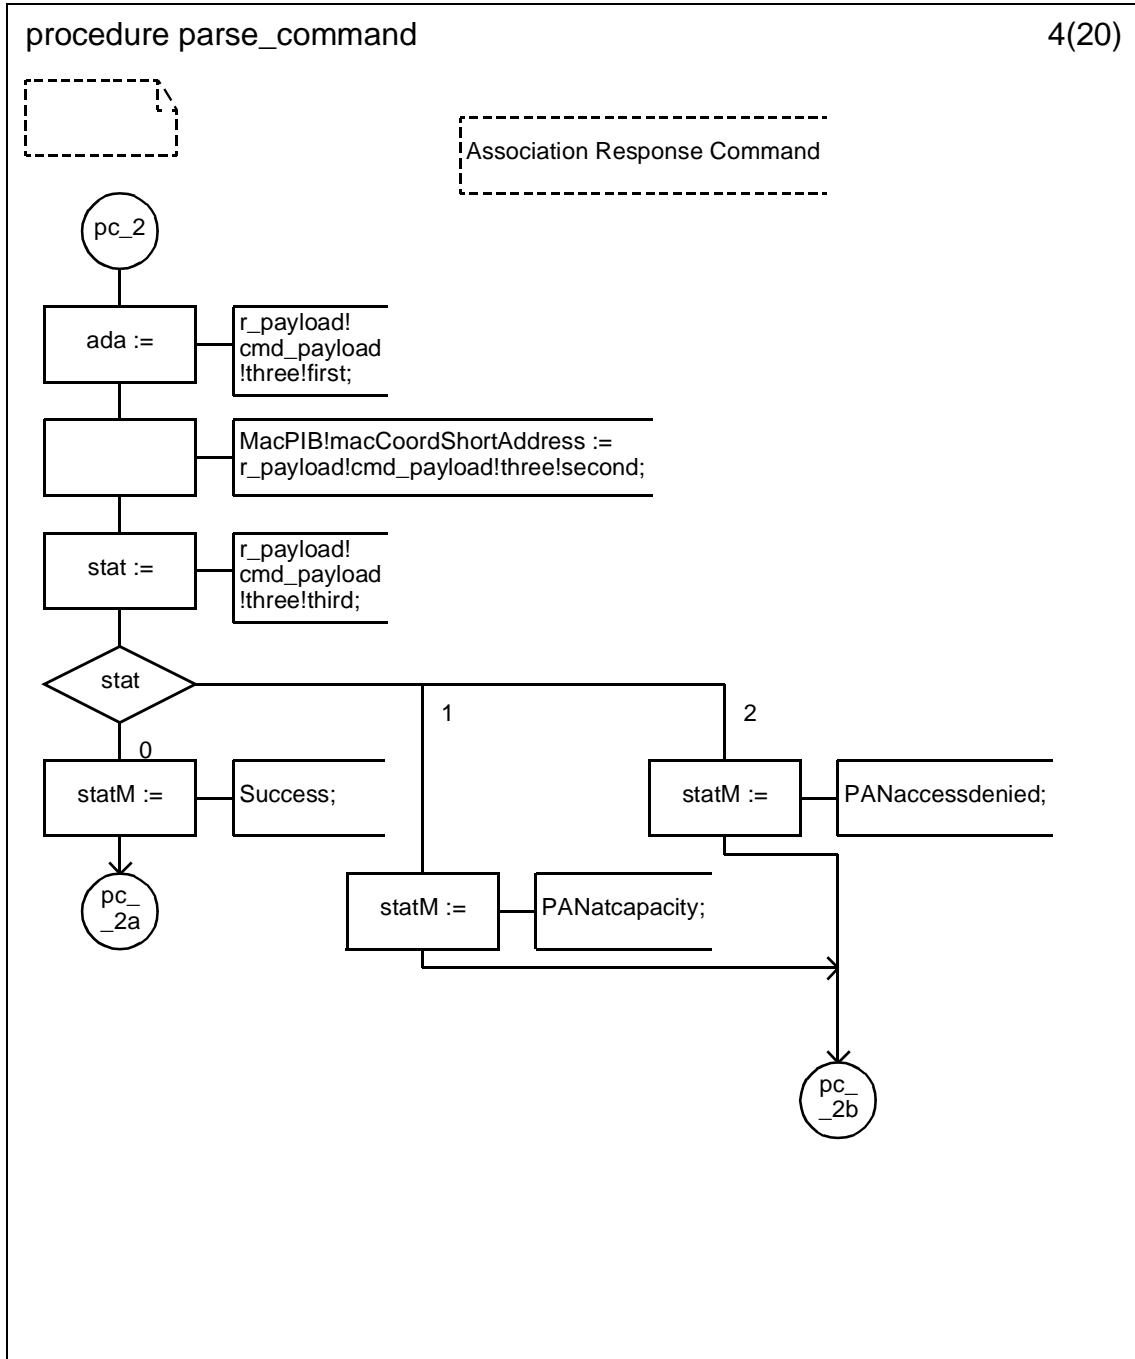 procedure parse_command
4(20)
Association Response Command
pc_2
ada :=
r_payload!
cmd_payload
!three!first;
MacPIB!macCoordShortAddress :=
r_payload!cmd_payload!three!second;
stat :=
r_payload!
cmd_payload
!three!third;
stat
1
2
0
statM :=
Success;
statM :=
PANaccessdenied;
pc_
_2a
statM :=
PANatcapacity;
pc_
_2b